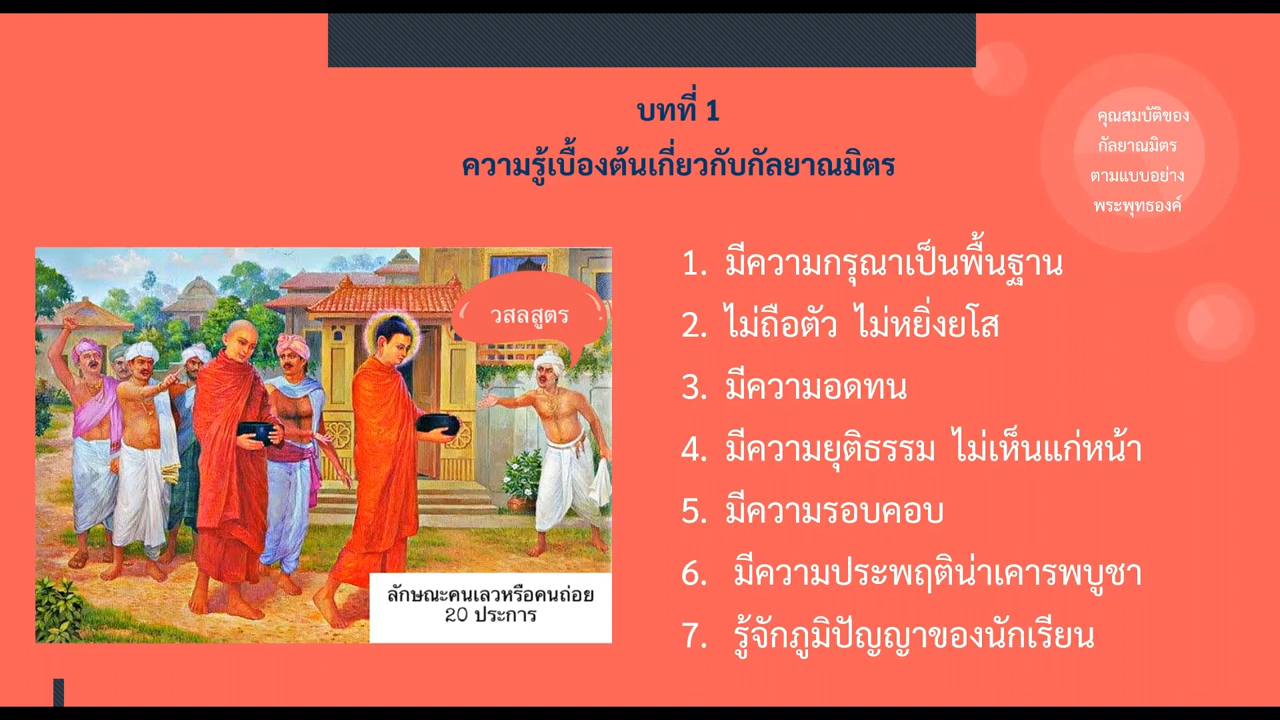 บทที่ 1
ความรู้เบื้องต้นเกี่ยวกับกัลยาณมิตร
คุณสมบัติของ
กัลยาณมิตร
ตามแบบอย่าง
พระพุทธองค์
วสลสูตร
ลักษณะคนเลวหรือคนถ่อย
20 ประการ
1. มีความกรุณาเป็นพื้นฐาน
2. ไม่ถือตัว ไม่หยิ่งยโส
3. มีความอดทน
4. มีความยุติธรรม ไม่เห็นแก่หน้า
5. มีความรอบคอบ
6. มีความประพฤติน่าเคารพบูชา
7. รู้จักภูมิปัญญาของนักเรียน